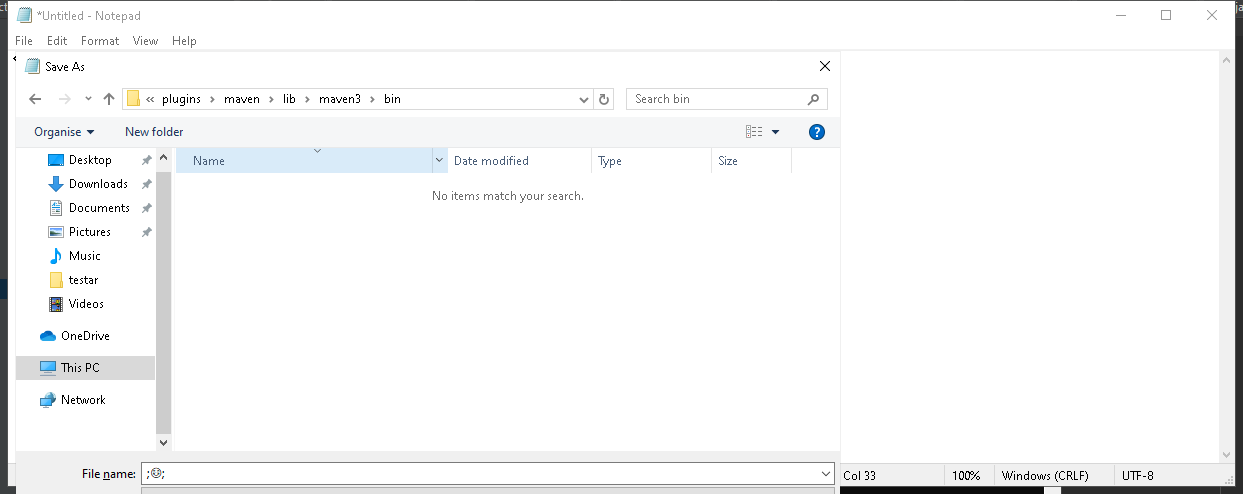 *Untitled - Notepad
File Edit Format View Help
Save As
« plugins > maven > lib > maven3 > bin
Search bin
Organise New folder
Name Date modified Type Size
No items match your search.
Desktop
Downloads
Documents
Pictures
Music
testar
Videos
OneDrive
This PC
Network
File name: ;☺;
Col 33 100% Windows (CRLF) UTF-8